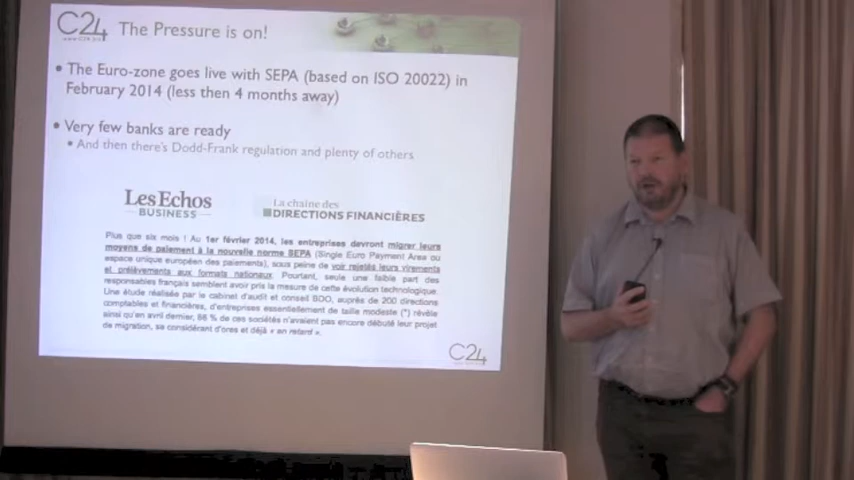 C24
The Pressure is on!
• The Euro-zone goes live with SEPA (based on ISO 20022) in
February 2014 (less then 4 months away)
• Very few banks are ready
• And then there's Dodd-Frank regulation and plenty of others
Les Echos
BUSINESS
La chaine des
DIRECTIONS FINANCIÈRES
Plus que six mois ! Au 1er février 2014, les entreprises devront migrer leurs
moyens de paiement à la nouvelle norme SEPA (Single Euro Payment Area ou
espace unique européen des paiements), sous peine de voir rejetés leurs virements
et prélèvements aux formats nationaux. Pourtant, seule une faible part des
responsables français semblent avoir pris la mesure de cette évolution technologique.
Une étude réalisée par le cabinet d'audit et conseil BDO, auprès de 200 directions
comptables et financières, d'entreprises essentiellement de taille modeste (*) révèle
ainsi qu'en avril dernier, % de ces sociétés n'avaient pas encore débuté leur projet
de migration, se considérant d'ores et déjà « en retard ».
C24